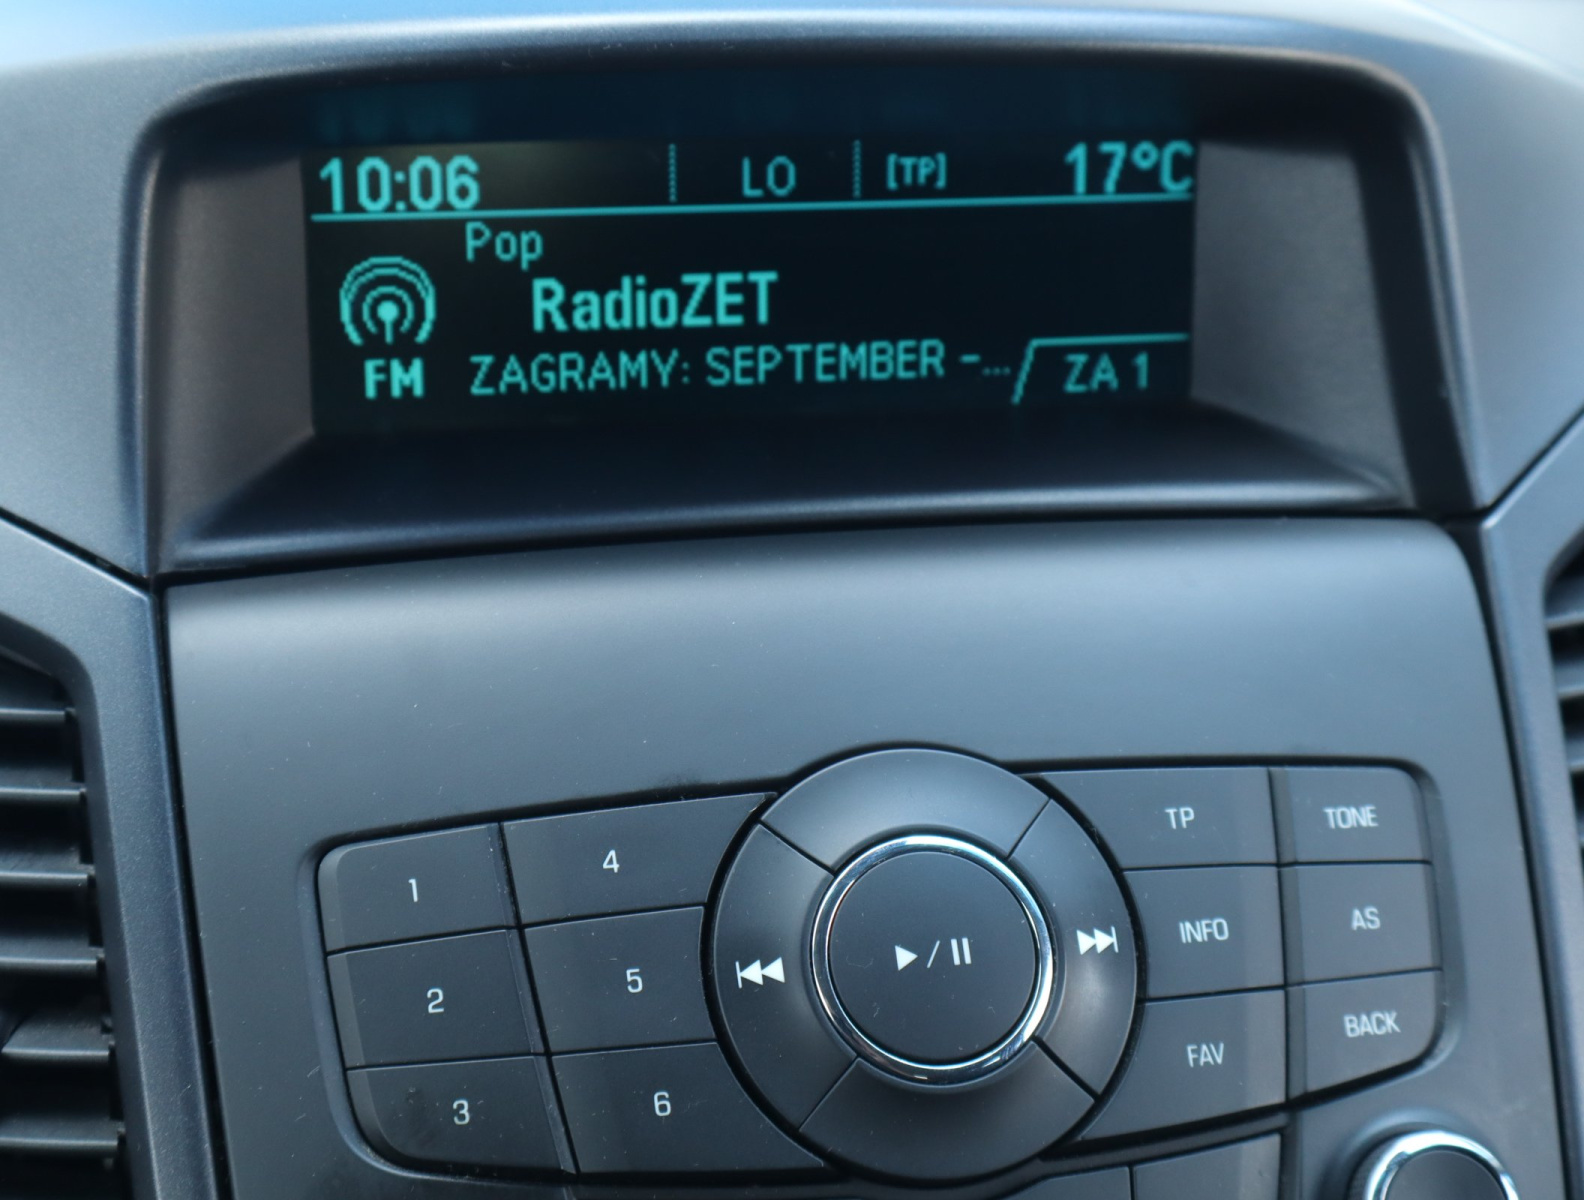 10:06 LO [TP] 17°C
Pop
RadioZET
FM ZAGRAMY: SEPTEMBER -... ZA 1
1 4 TP TONE
2 5 INFO AS
3 6 FAV BACK